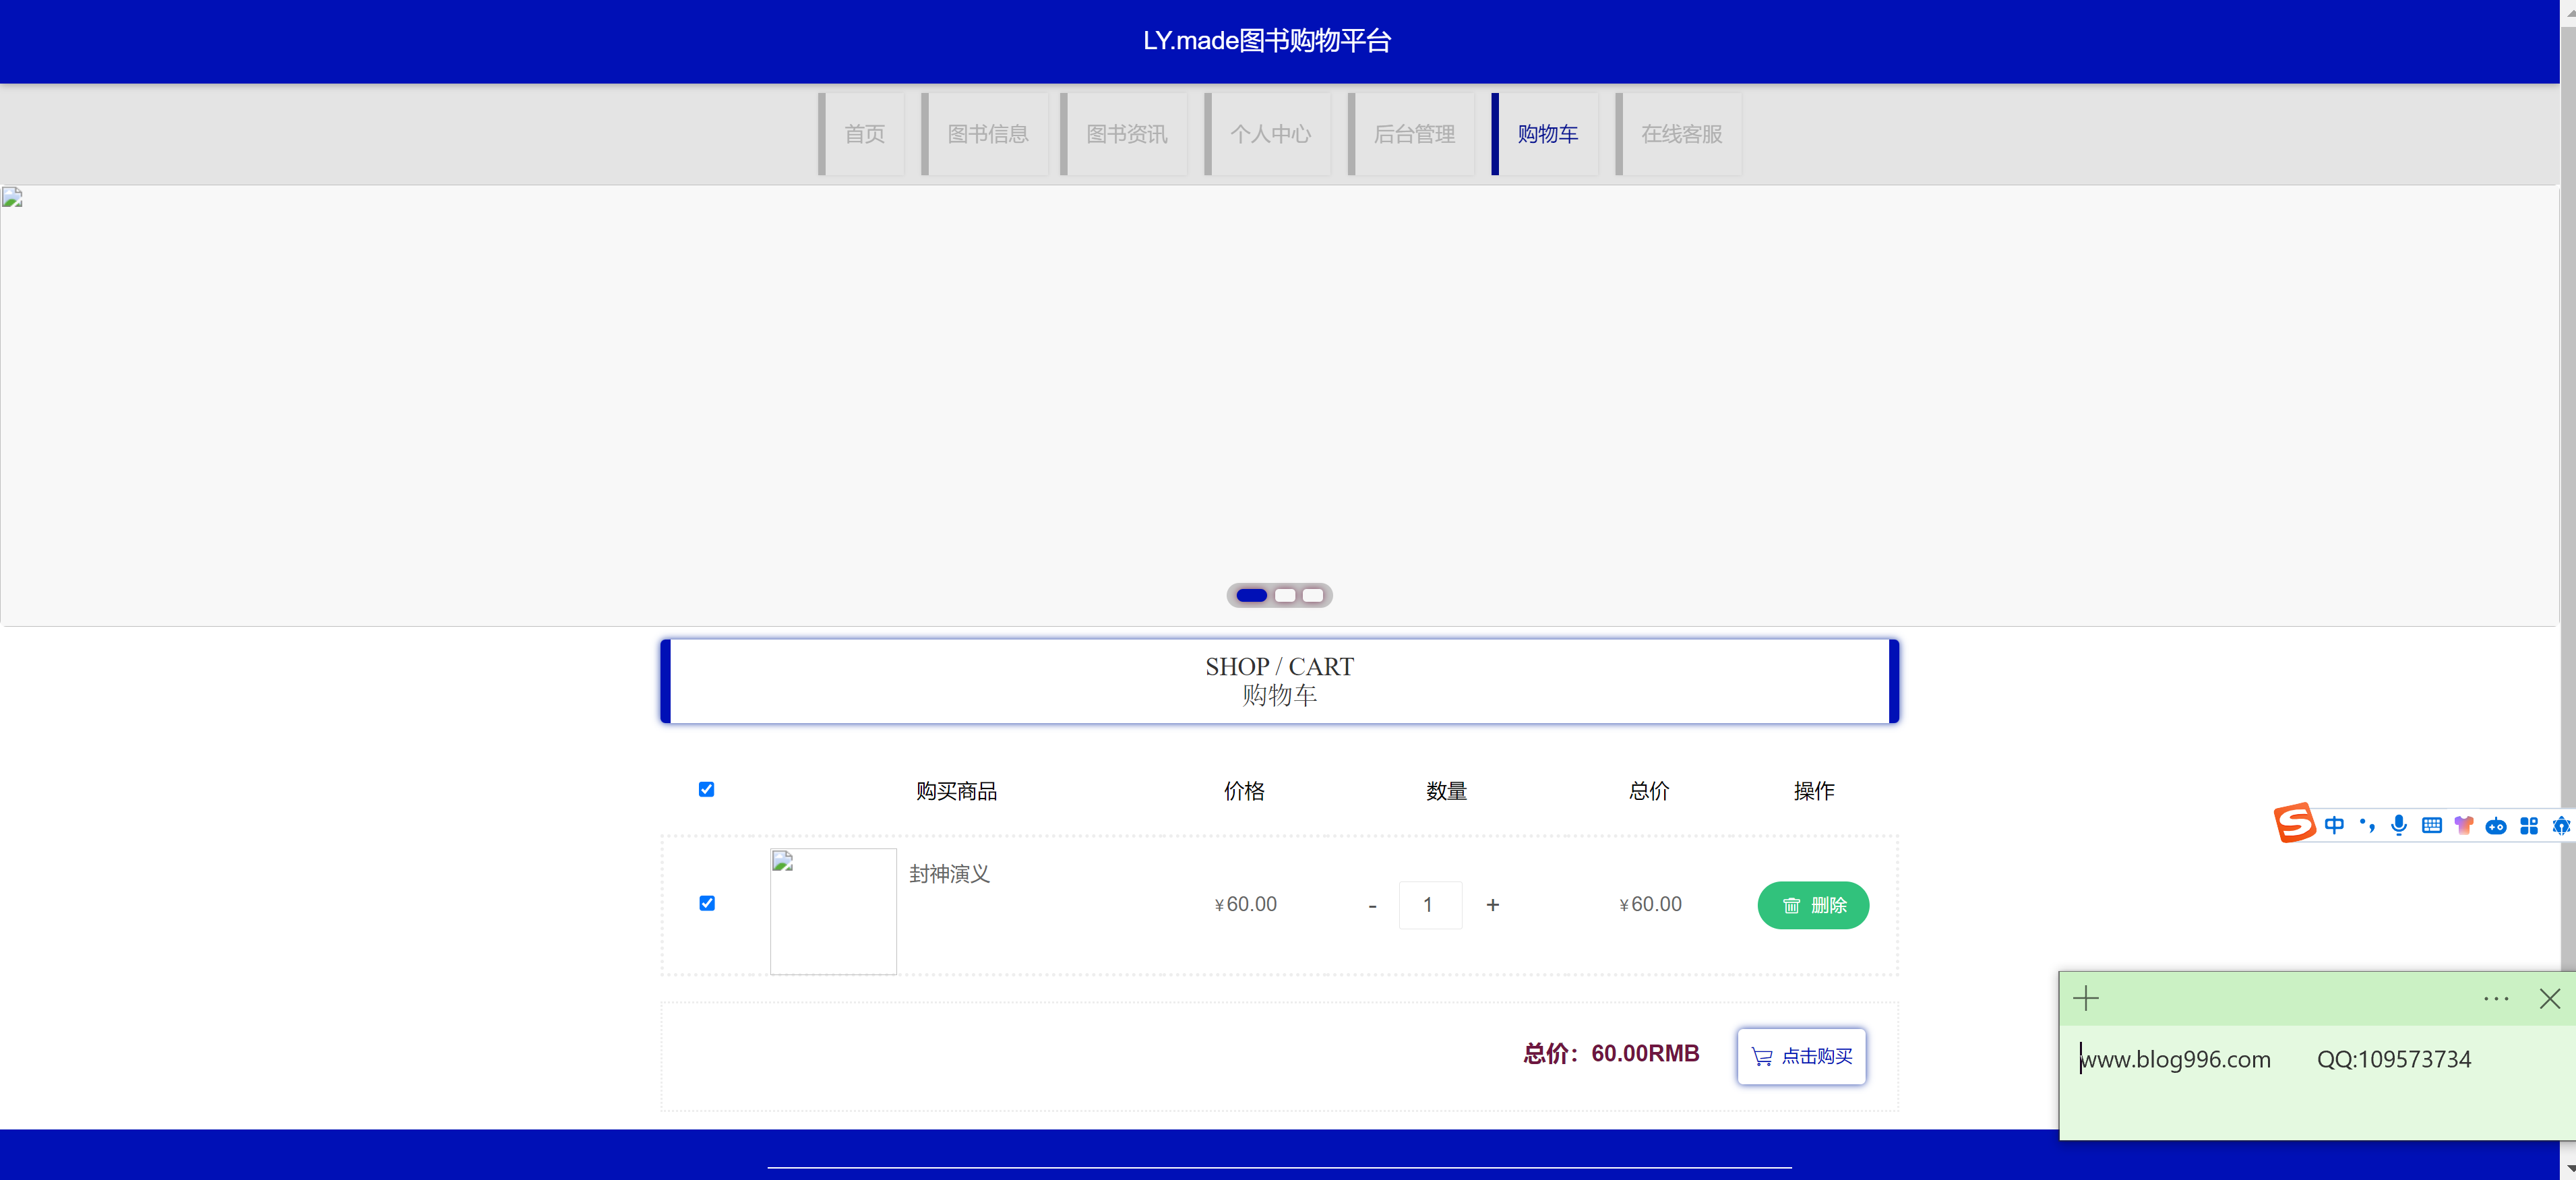 LY.made图书购物平台
首页 图书信息 图书资讯 个人中心 后台管理 购物车 在线客服
SHOP / CART
购物车
购买商品 价格 数量 总价 操作
封神演义
¥60.00 - 1 + ¥60.00 删除
总价：60.00RMB 点击购买
中
www.blog996.com QQ:109573734